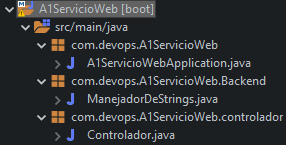 A1ServicioWeb [boot]
src/main/java
com.devops.A1ServicioWeb
A1ServicioWebApplication.java
com.devops.A1ServicioWeb.Backend
ManejadorDeStrings.java
com.devops.A1ServicioWeb.controlador
Controlador.java